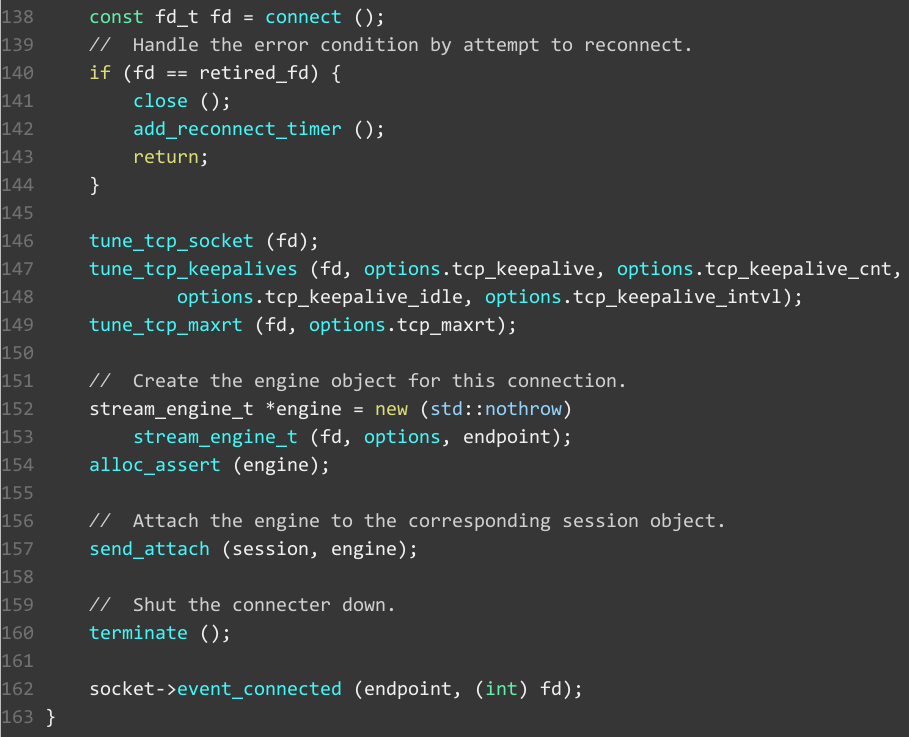 138     const fd_t fd = connect ();
139     //  Handle the error condition by attempt to reconnect.
140     if (fd == retired_fd) {
141         close ();
142         add_reconnect_timer ();
143         return;
144     }
145
146     tune_tcp_socket (fd);
147     tune_tcp_keepalives (fd, options.tcp_keepalive, options.tcp_keepalive_cnt,
148             options.tcp_keepalive_idle, options.tcp_keepalive_intvl);
149     tune_tcp_maxrt (fd, options.tcp_maxrt);
150
151     //  Create the engine object for this connection.
152     stream_engine_t *engine = new (std::nothrow)
153         stream_engine_t (fd, options, endpoint);
154     alloc_assert (engine);
155
156     //  Attach the engine to the corresponding session object.
157     send_attach (session, engine);
158
159     //  Shut the connecter down.
160     terminate ();
161
162     socket->event_connected (endpoint, (int) fd);
163 }